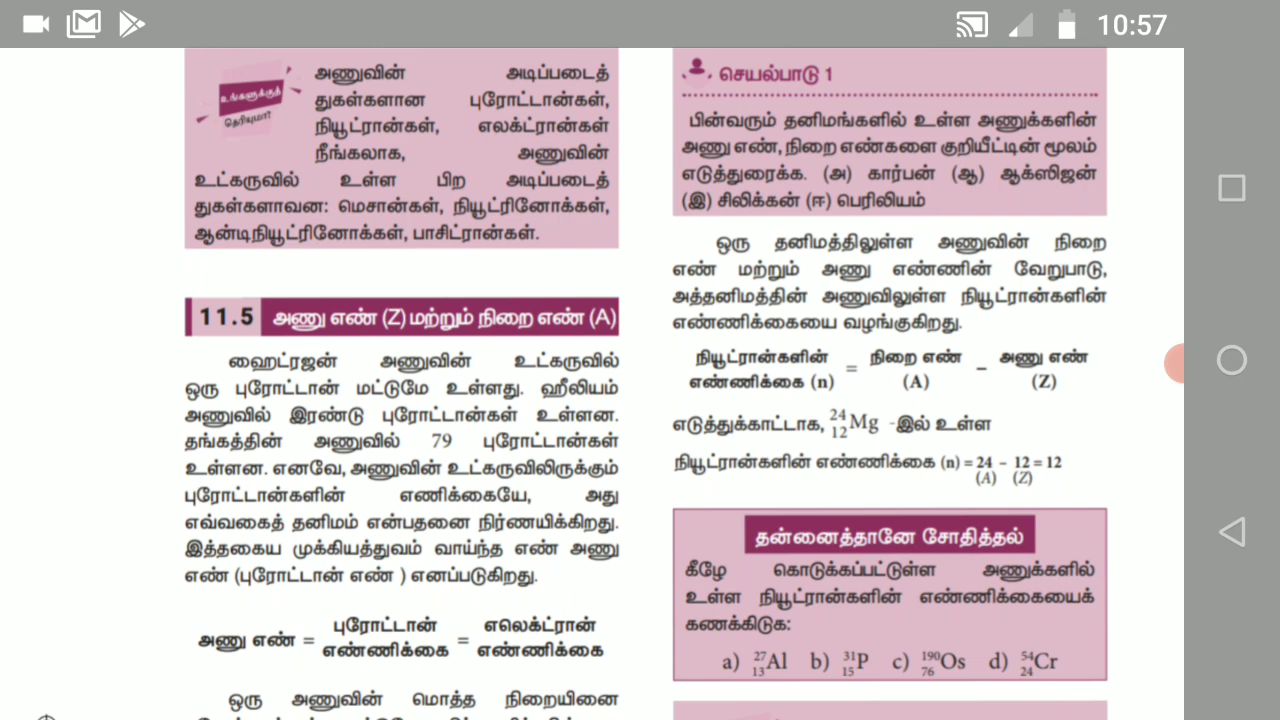 10:57
உங்களுக்குத்
தெரியுமா?
அணுவின் அடிப்படைத்
துகள்களான புரோட்டான்கள்,
நியூட்ரான்கள், எலக்ட்ரான்கள்
நீங்கலாக, அணுவின்
உட்கருவில் உள்ள பிற அடிப்படைத்
துகள்களாவன: மெசான்கள், நியூட்ரினோக்கள்,
ஆன்டிநியூட்ரினோக்கள், பாசிட்ரான்கள்.
11.5 அணு எண் (Z) மற்றும் நிறை எண் (A)
ஹைட்ரஜன் அணுவின் உட்கருவில்
ஒரு புரோட்டான் மட்டுமே உள்ளது. ஹீலியம்
அணுவில் இரண்டு புரோட்டான்கள் உள்ளன.
தங்கத்தின் அணுவில் 79 புரோட்டான்கள்
உள்ளன. எனவே, அணுவின் உட்கருவிலிருக்கும்
புரோட்டான்களின் எணிக்கையே, அது
எவ்வகைத் தனிமம் என்பதனை நிர்ணயிக்கிறது.
இத்தகைய முக்கியத்துவம் வாய்ந்த எண் அணு
எண் (புரோட்டான் எண் ) எனப்படுகிறது.
அணு எண் = புரோட்டான் எண்ணிக்கை = எலெக்ட்ரான் எண்ணிக்கை
ஒரு அணுவின் மொத்த நிறையினை
செயல்பாடு 1
பின்வரும் தனிமங்களில் உள்ள அணுக்களின்
அணு எண், நிறை எண்களை குறியீட்டின் மூலம்
எடுத்துரைக்க. (அ) கார்பன் (ஆ) ஆக்ஸிஜன்
(இ) சிலிக்கன் (ஈ) பெரிலியம்
ஒரு தனிமத்திலுள்ள அணுவின் நிறை
எண் மற்றும் அணு எண்ணின் வேறுபாடு,
அத்தனிமத்தின் அணுவிலுள்ள நியூட்ரான்களின்
எண்ணிக்கையை வழங்குகிறது.
நியூட்ரான்களின் எண்ணிக்கை (n) = நிறை எண் (A) – அணு எண் (Z)
எடுத்துக்காட்டாக, ²⁴₁₂Mg -இல் உள்ள
நியூட்ரான்களின் எண்ணிக்கை (n) = 24 – 12 = 12
(A) (Z)
தன்னைத்தானே சோதித்தல்
கீழே கொடுக்கப்பட்டுள்ள அணுக்களில்
உள்ள நியூட்ரான்களின் எண்ணிக்கையைக்
கணக்கிடுக:
a) ²⁷₁₃Al b) ³¹₁₅P c) ¹⁹⁰₇₆Os d) ⁵⁴₂₄Cr